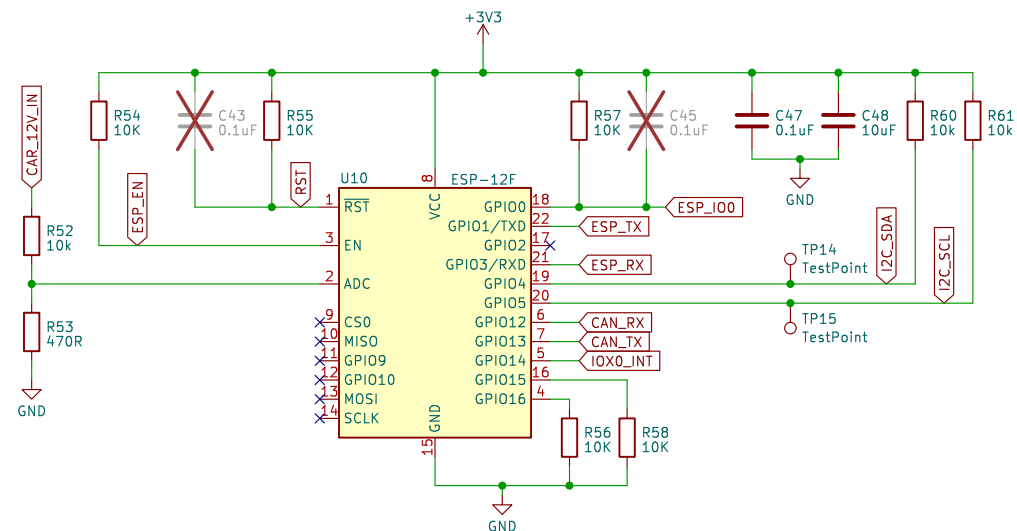 +3V3
CAR_12V_IN
R54
10K
C43
0.1uF
R55
10K
R57
10K
C45
0.1uF
C47
0.1uF
C48
10uF
R60
10k
R61
10k
GND
ESP_EN
RST
U10
ESP-12F
8
VCC
1
RST
3
EN
2
ADC
9
CS0
10
MISO
11
GPIO9
12
GPIO10
13
MOSI
14
SCLK
GND
15
GPIO0
18
ESP_IO0
GPIO1/TXD
22
ESP_TX
GPIO2
17
GPIO3/RXD
21
ESP_RX
GPIO4
19
GPIO5
20
GPIO12
6
CAN_RX
GPIO13
7
CAN_TX
GPIO14
5
IOX0_INT
GPIO15
16
GPIO16
4
R52
10k
R53
470R
GND
TP14
TestPoint
TP15
TestPoint
I2C_SDA
I2C_SCL
R56
10K
R58
10K
GND